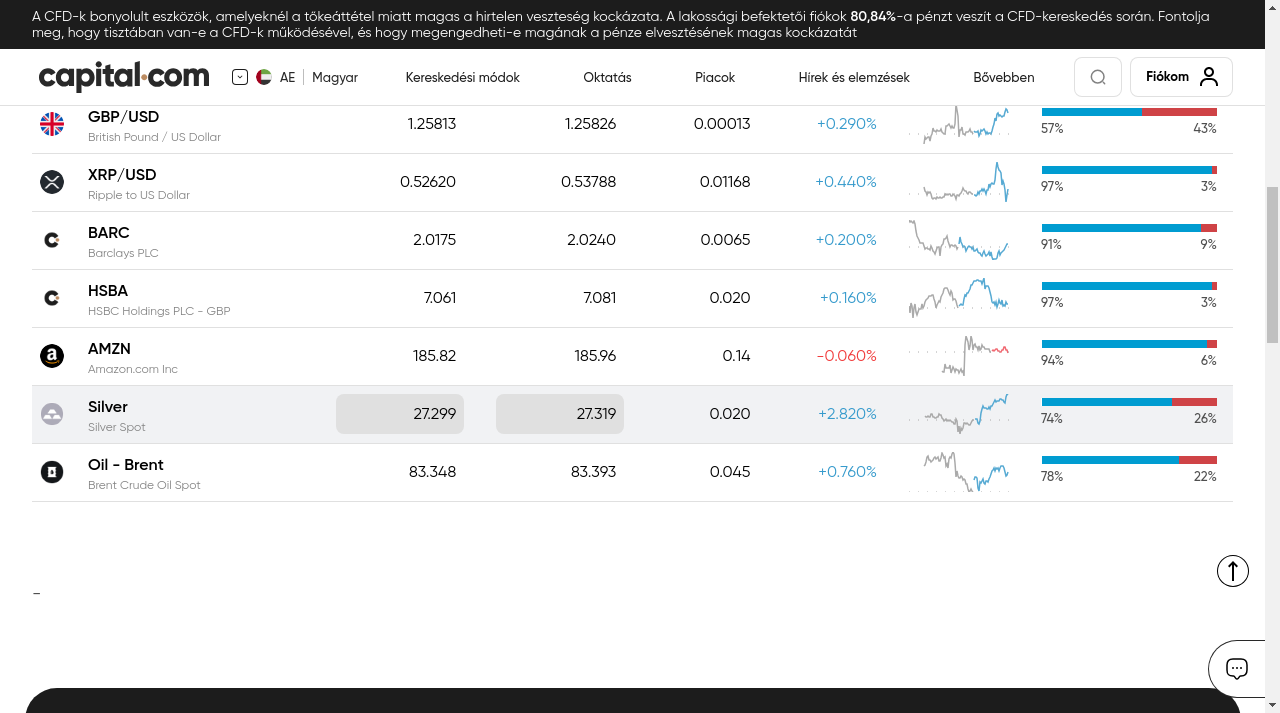 A CFD-k bonyolult eszközök, amelyeknél a tőkeáttétel miatt magas a hirtelen veszteség kockázata. A lakossági befektetői fiókok 80,84%-a pénzt veszít a CFD-kereskedés során. Fontolja
meg, hogy tisztában van-e a CFD-k működésével, és hogy megengedheti-e magának a pénze elvesztésének magas kockázatát
capital.com AE Magyar Kereskedési módok Oktatás Piacok Hírek és elemzések Bővebben Fiókom
GBP/USD 1.25813 1.25826 0.00013 +0.290%
British Pound / US Dollar 57% 43%
XRP/USD 0.52620 0.53788 0.01168 +0.440%
Ripple to US Dollar 97% 3%
BARC 2.0175 2.0240 0.0065 +0.200%
Barclays PLC 91% 9%
HSBA 7.061 7.081 0.020 +0.160%
HSBC Holdings PLC - GBP 97% 3%
AMZN 185.82 185.96 0.14 -0.060%
Amazon.com Inc 94% 6%
Silver 27.299 27.319 0.020 +2.820%
Silver Spot 74% 26%
Oil - Brent 83.348 83.393 0.045 +0.760%
Brent Crude Oil Spot 78% 22%
-